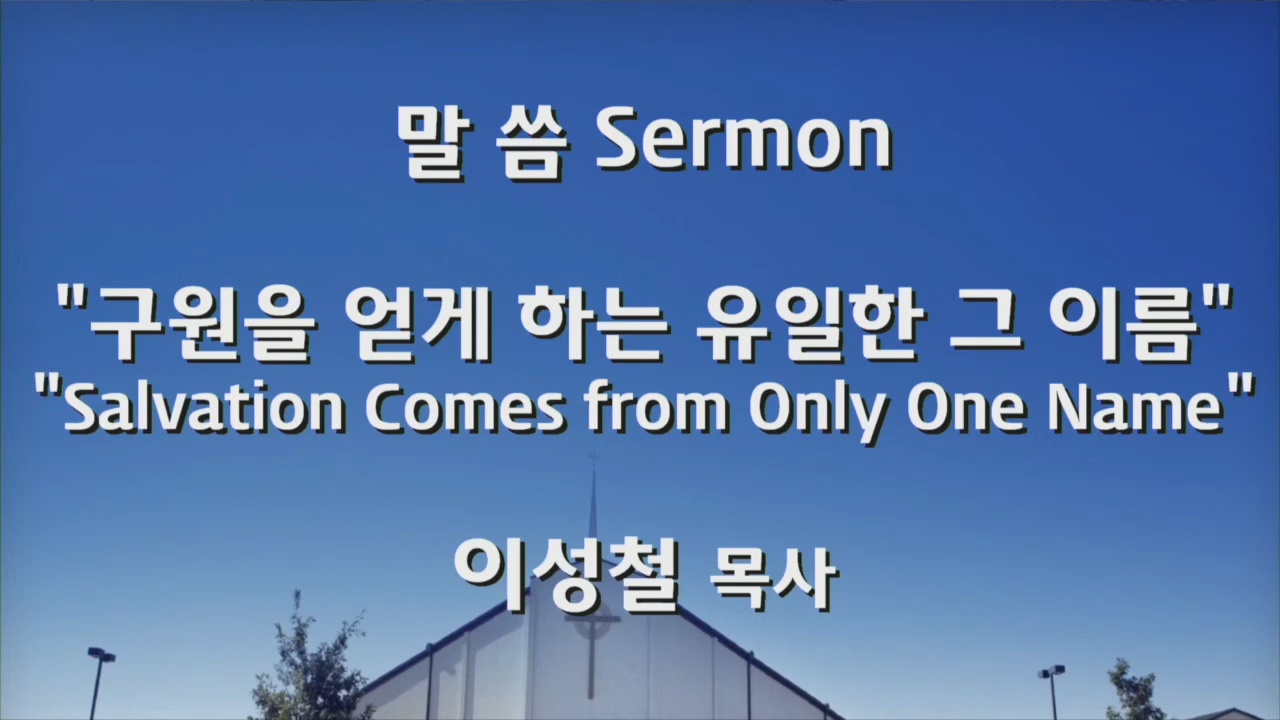 말 씀 Sermon
"구원을 얻게 하는 유일한 그 이름"
"Salvation Comes from Only One Name"
이성철 목사